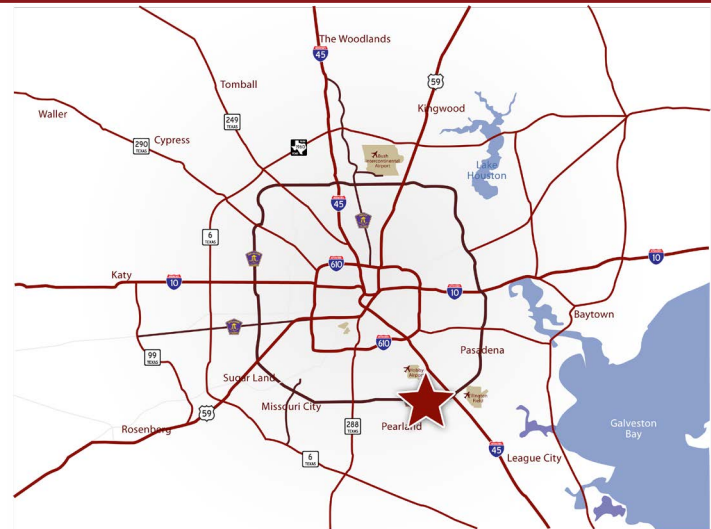 The Woodlands
45
59
Tomball
Kingwood
Waller
249
TEXAS
290
TEXAS
Cypress
1960
Bush
Intercontinental
Airport
Lake
Houston
45
6
TEXAS
610
10
Katy
10
10
Baytown
610
99
TEXAS
Pasadena
Sugar Land
Hobby
Airport
Ellington
Field
Missouri City
59
Rosenberg
288
TEXAS
Pearland
Galveston
Bay
45
League City
6
TEXAS